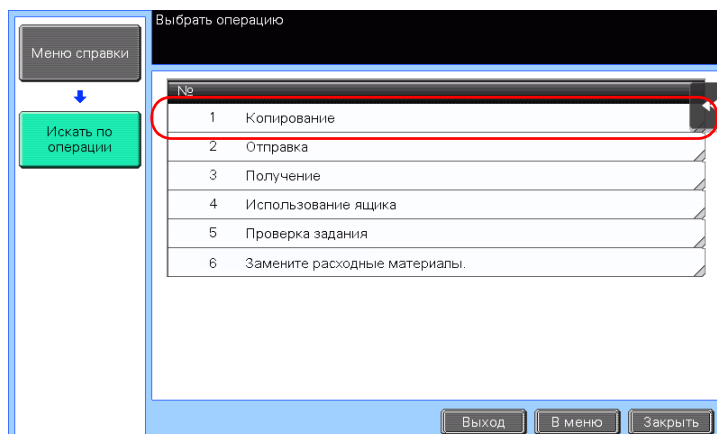 Выбрать операцию
Меню справки
Искать по
операции
№
1 Копирование
2 Отправка
3 Получение
4 Использование ящика
5 Проверка задания
6 Замените расходные материалы.
Выход В меню Закрыть